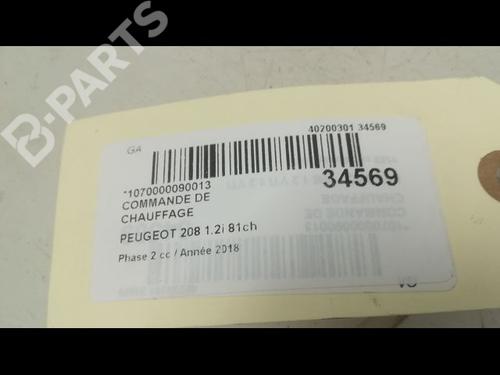 B-PARTS
GA
40200301 34569
*1070000090013
34569
COMMANDE DE
CHAUFFAGE
PEUGEOT 208 1.2i 81ch
Phase 2 cc / Année 2018